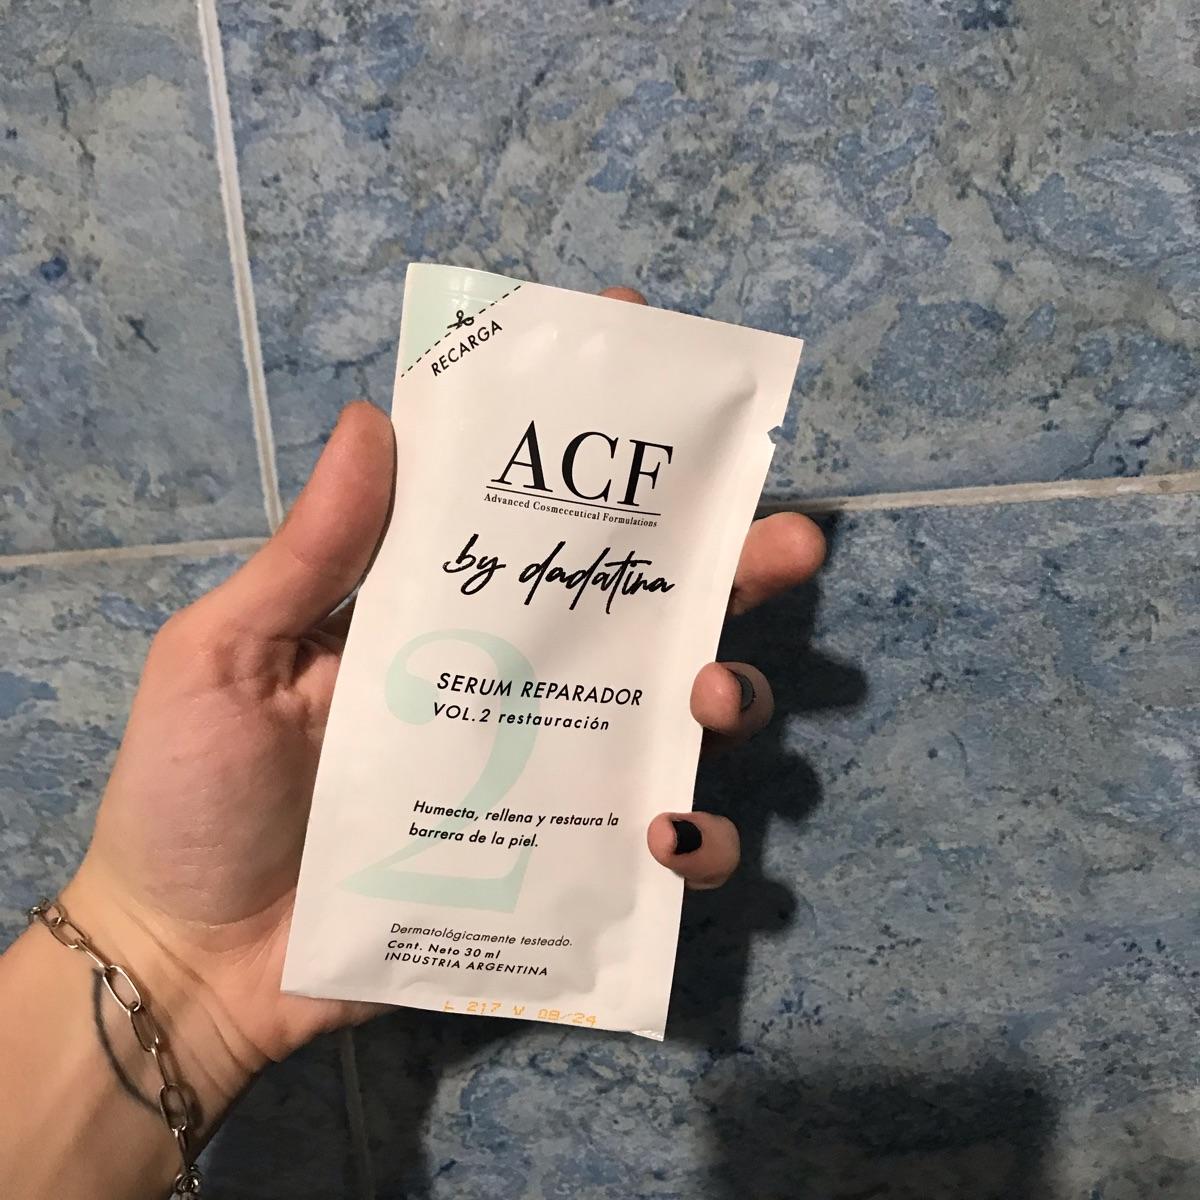 RECARGA
ACF
Advanced Cosmeceutical Formulations
by dadatina
2
SERUM REPARADOR
VOL.2 restauración
Humecta, rellena y restaura la
barrera de la piel.
Dermatológicamente testeado.
Cont. Neto 30 ml
INDUSTRIA ARGENTINA
L 217 V 08/24